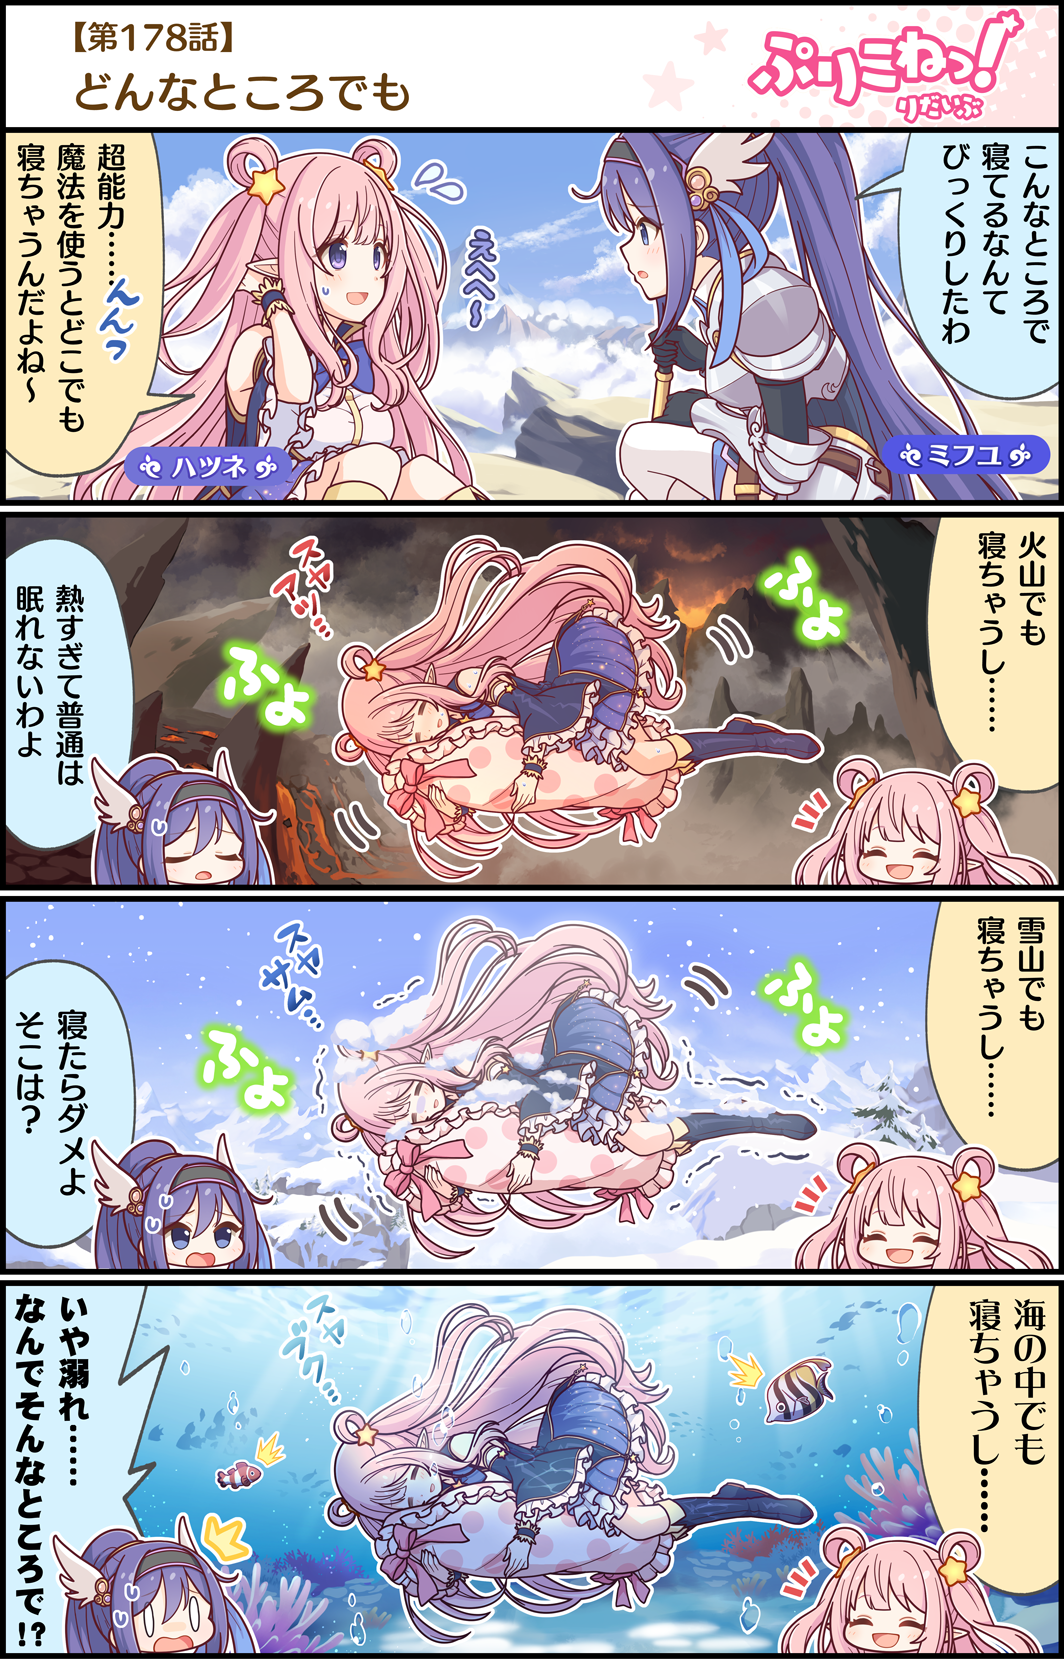 【第178話】
どんなところでも
ぷりこねっ!
りだいぶ
こんなところで
寝てるなんて
びっくりしたわ
えへへ〜
超能力……んんっ
魔法を使うとどこでも
寝ちゃうんだよね〜
ハツネ
ミフユ
火山でも
寝ちゃうし……
ふよ
スヤ
アツ…
ふよ
熱すぎて普通は
眠れないわよ
雪山でも
寝ちゃうし……
ふよ
スヤ
サム…
ふよ
寝たらダメよ
そこは?
海の中でも
寝ちゃうし……
スヤ
ズヘ…
いや溺れ……
なんでそんなところで!?